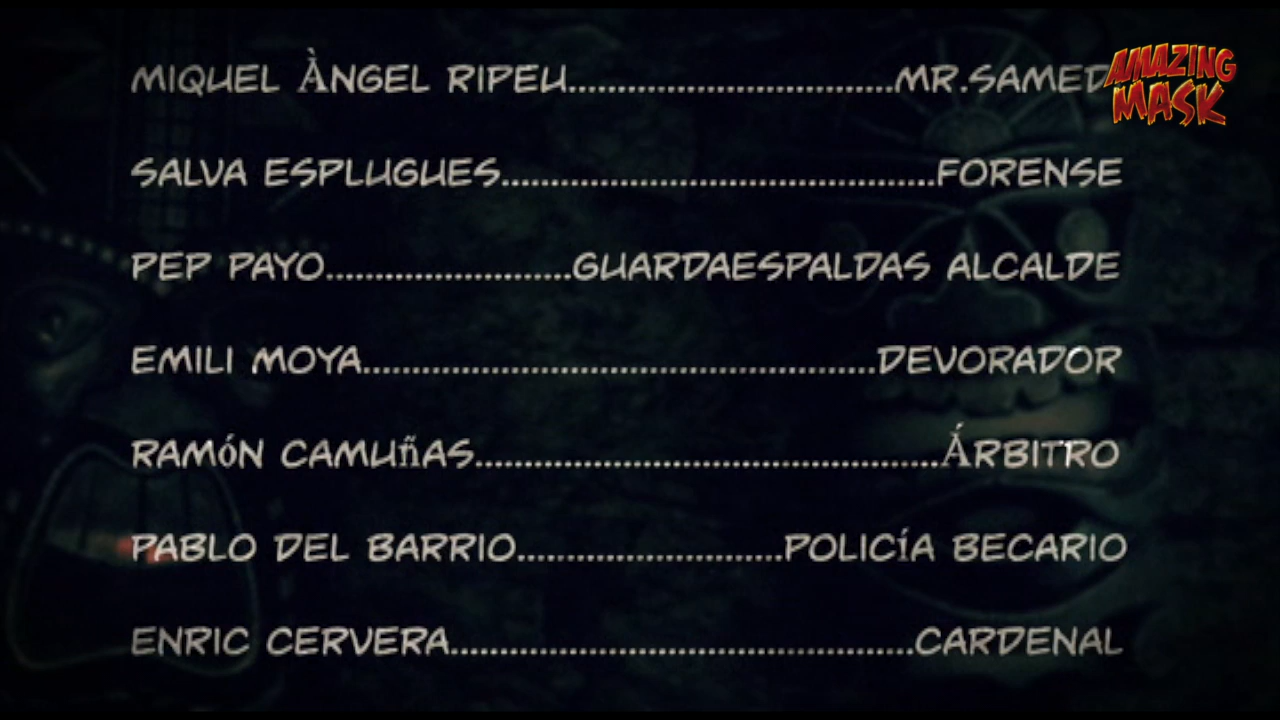 MIQUEL ÀNGEL RIPEU................................MR.SAMED
AMAZING
MASK
SALVA ESPLUGUES...........................................FORENSE
PEP PAYO........................GUARDAESPALDAS ALCALDE
EMILI MOYA...................................................DEVORADOR
RAMóN CAMUñAS..............................................ÁRBITRO
PABLO DEL BARRIO..........................POLICíA BECARIO
ENRIC CERVERA..............................................CARDENAL